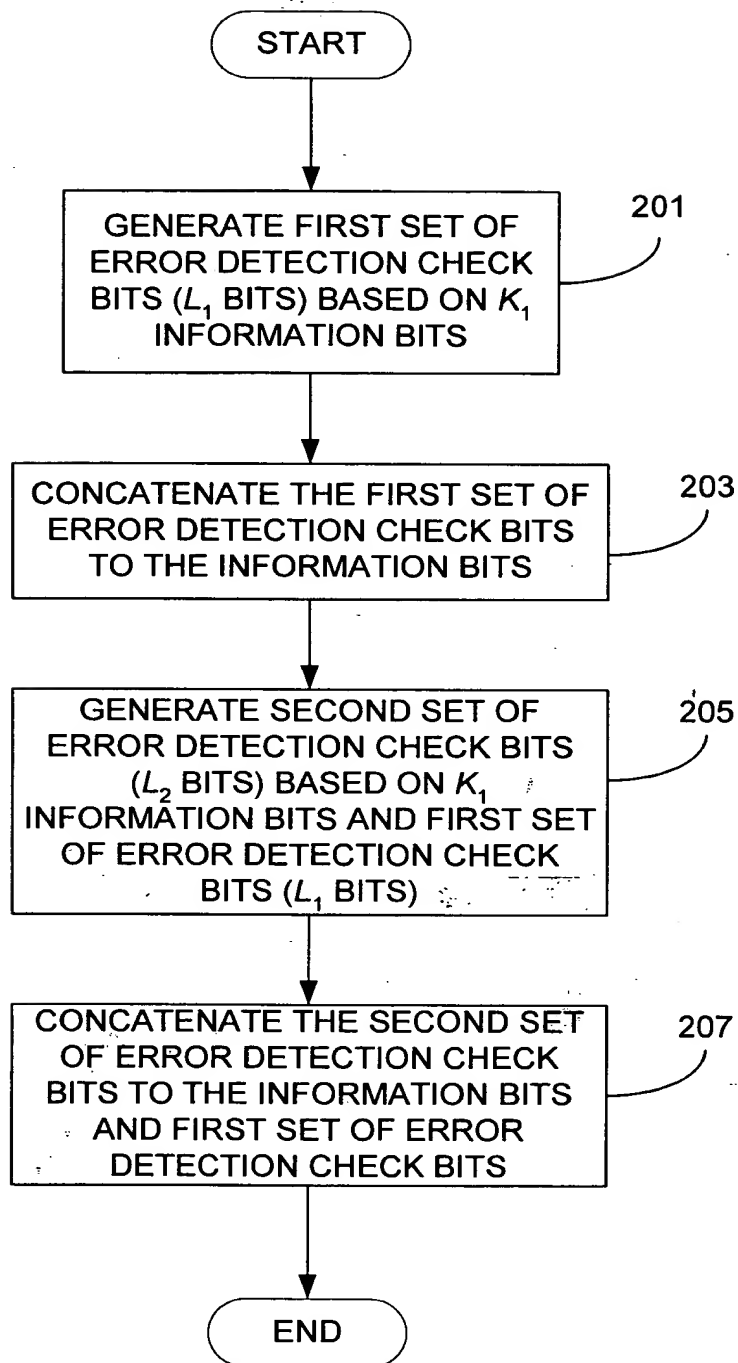 START
GENERATE FIRST SET OF
ERROR DETECTION CHECK
BITS (L₁ BITS) BASED ON K₁
INFORMATION BITS
201
CONCATENATE THE FIRST SET OF
ERROR DETECTION CHECK BITS
TO THE INFORMATION BITS
203
GENERATE SECOND SET OF
ERROR DETECTION CHECK BITS
(L₂ BITS) BASED ON K₁
INFORMATION BITS AND FIRST SET
OF ERROR DETECTION CHECK
BITS (L₁ BITS)
205
CONCATENATE THE SECOND SET
OF ERROR DETECTION CHECK
BITS TO THE INFORMATION BITS
AND FIRST SET OF ERROR
DETECTION CHECK BITS
207
END